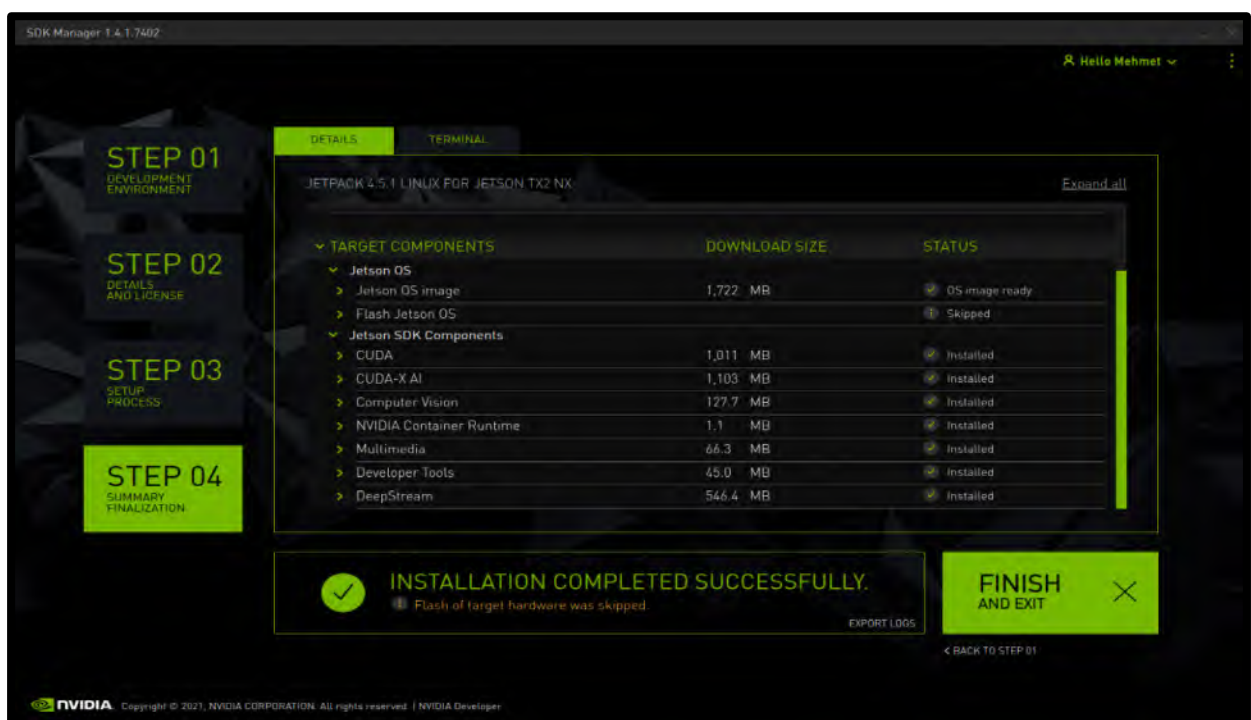 SDK Manager 1.4.1.7402
Hello Mehmet
STEP 01
DEVELOPMENT
ENVIRONMENT
STEP 02
DETAILS
AND LICENSE
STEP 03
SETUP
PROCESS
STEP 04
SUMMARY
FINALIZATION
DETAILS TERMINAL
JETPACK 4.5.1 LINUX FOR JETSON TX2 NX Expand all
TARGET COMPONENTS DOWNLOAD SIZE STATUS
Jetson OS
Jetson OS image 1,722 MB OS image ready
Flash Jetson OS Skipped
Jetson SDK Components
CUDA 1,011 MB Installed
CUDA-X AI 1,103 MB Installed
Computer Vision 127.7 MB Installed
NVIDIA Container Runtime 1.1 MB Installed
Multimedia 66.3 MB Installed
Developer Tools 45.0 MB Installed
DeepStream 546.4 MB Installed
INSTALLATION COMPLETED SUCCESSFULLY.
Flash of target hardware was skipped.
EXPORT LOGS
FINISH
AND EXIT
< BACK TO STEP 01
NVIDIA. Copyright © 2021, NVIDIA CORPORATION. All rights reserved. | NVIDIA Developer